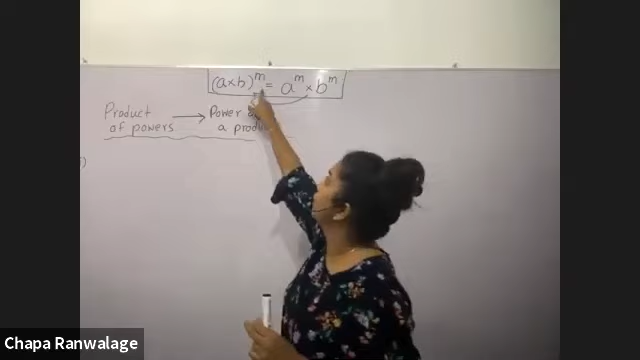 (a×b)ᵐ = aᵐ × bᵐ
Product → Power
of powers a
Chapa Ranwalage